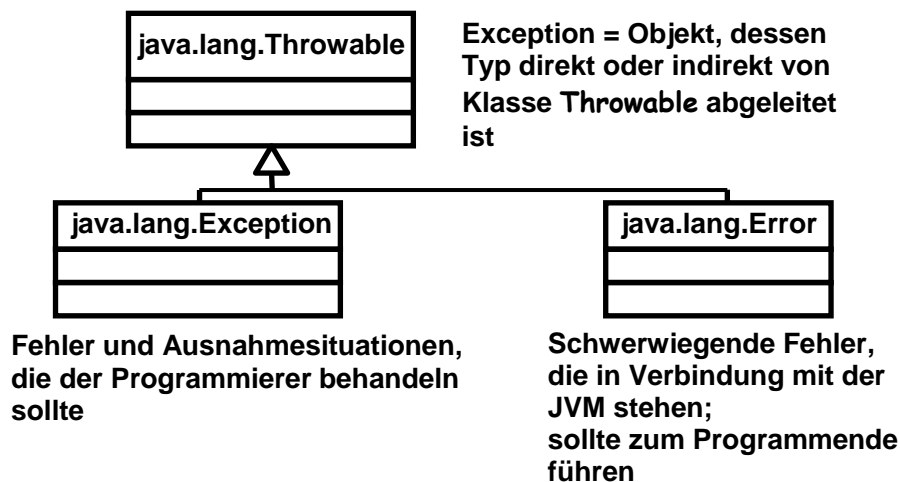 java.lang.Throwable
Exception = Objekt, dessen
Typ direkt oder indirekt von
Klasse Throwable abgeleitet
ist
java.lang.Exception
java.lang.Error
Fehler und Ausnahmesituationen,
die der Programmierer behandeln
sollte
Schwerwiegende Fehler,
die in Verbindung mit der
JVM stehen;
sollte zum Programmende
führen